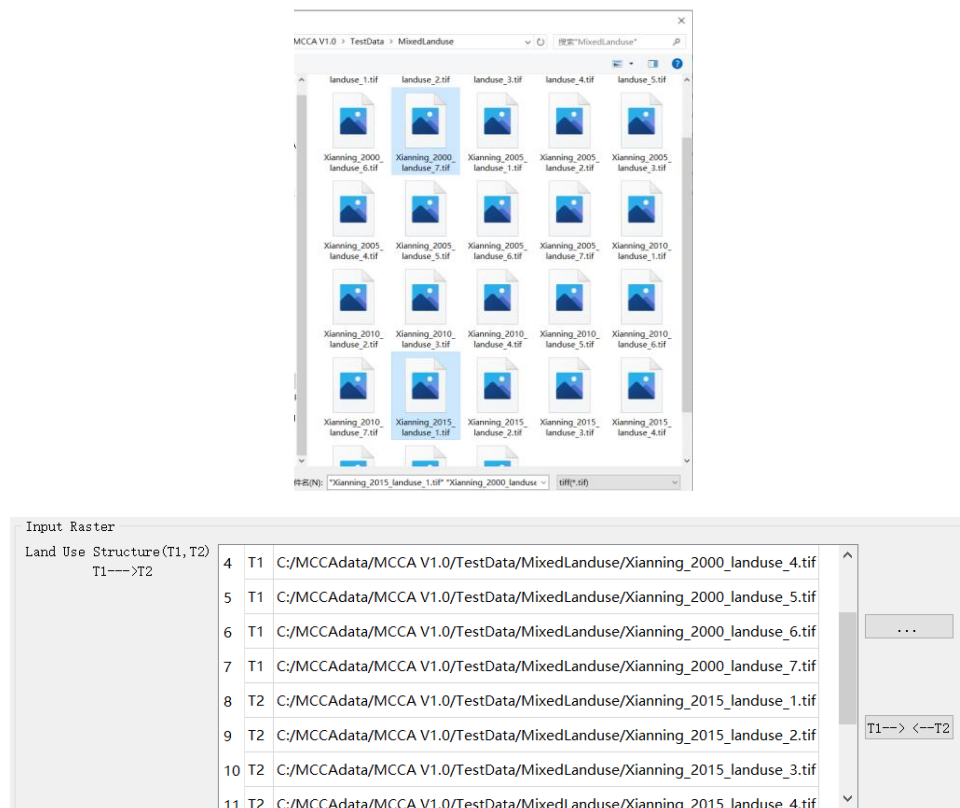 MCCA V1.0 > TestData > MixedLanduse
搜索"MixedLanduse"
landuse_1.tif landuse_2.tif landuse_3.tif landuse_4.tif landuse_5.tif
Xianning_2000_ Xianning_2000_ Xianning_2005_ Xianning_2005_ Xianning_2005_
landuse_6.tif landuse_7.tif landuse_1.tif landuse_2.tif landuse_3.tif
Xianning_2005_ Xianning_2005_ Xianning_2005_ Xianning_2005_ Xianning_2010_
landuse_4.tif landuse_5.tif landuse_6.tif landuse_7.tif landuse_1.tif
Xianning_2010_ Xianning_2010_ Xianning_2010_ Xianning_2010_ Xianning_2010_
landuse_2.tif landuse_3.tif landuse_4.tif landuse_5.tif landuse_6.tif
Xianning_2010_ Xianning_2015_ Xianning_2015_ Xianning_2015_ Xianning_2015_
landuse_7.tif landuse_1.tif landuse_2.tif landuse_3.tif landuse_4.tif
件名(N): "Xianning_2015_landuse_1.tif" "Xianning_2000_landuse tiff(*.tif)
Input Raster
Land Use Structure(T1,T2)
T1--->T2
4 T1 C:/MCCAdata/MCCA V1.0/TestData/MixedLanduse/Xianning_2000_landuse_4.tif
5 T1 C:/MCCAdata/MCCA V1.0/TestData/MixedLanduse/Xianning_2000_landuse_5.tif
6 T1 C:/MCCAdata/MCCA V1.0/TestData/MixedLanduse/Xianning_2000_landuse_6.tif
...
7 T1 C:/MCCAdata/MCCA V1.0/TestData/MixedLanduse/Xianning_2000_landuse_7.tif
8 T2 C:/MCCAdata/MCCA V1.0/TestData/MixedLanduse/Xianning_2015_landuse_1.tif
9 T2 C:/MCCAdata/MCCA V1.0/TestData/MixedLanduse/Xianning_2015_landuse_2.tif
T1--> <--T2
10 T2 C:/MCCAdata/MCCA V1.0/TestData/MixedLanduse/Xianning_2015_landuse_3.tif
11 T2 C:/MCCAdata/MCCA V1.0/TestData/MixedLanduse/Xianning_2015_landuse_4.tif